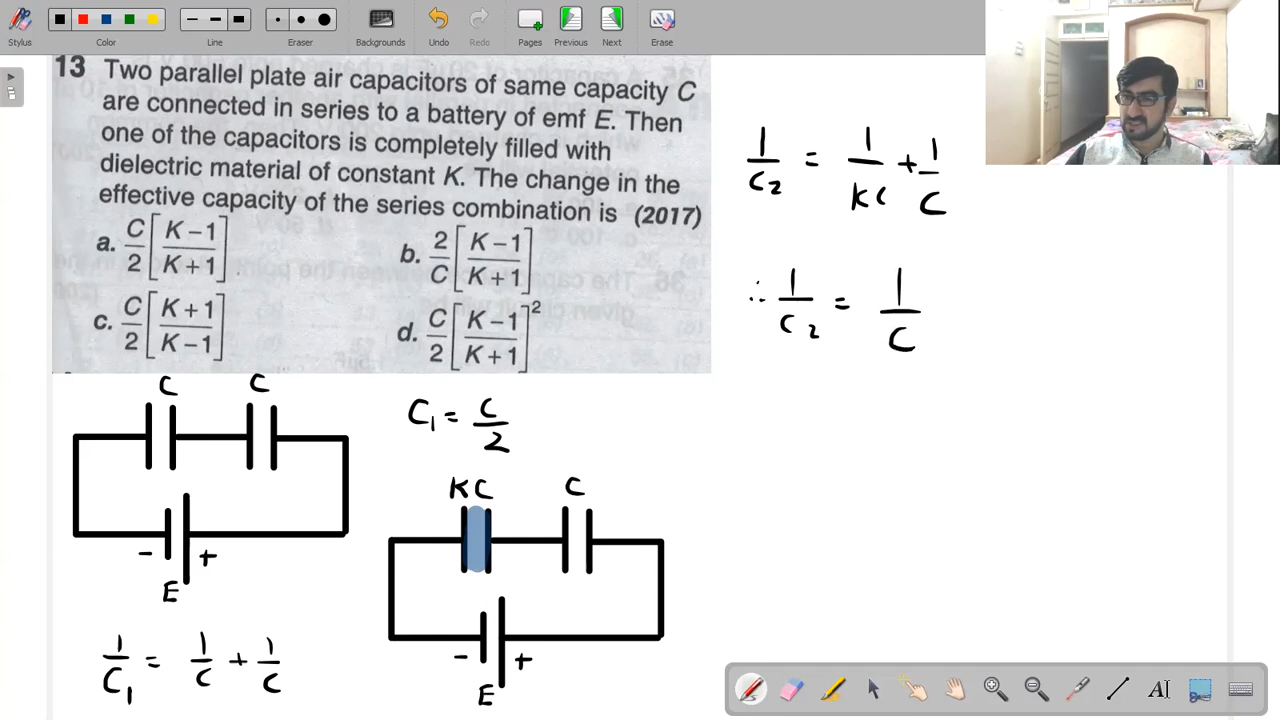 Stylus
Color
Line
Eraser
Backgrounds
Undo
Redo
Pages
Previous
Next
Erase
13 Two parallel plate air capacitors of same capacity C
are connected in series to a battery of emf E. Then
one of the capacitors is completely filled with
dielectric material of constant K. The change in the
effective capacity of the series combination is (2017)
a. C/2 [K – 1 / K + 1]
b. 2/C [K – 1 / K + 1]
c. C/2 [K + 1 / K – 1]
d. C/2 [K – 1 / K + 1]²
C C
- +
E
1/C₁ = 1/C + 1/C
C₁ = C/2
KC C
- +
E
1/C₂ = 1/KC + 1/C
∴ 1/C₂ = 1/C